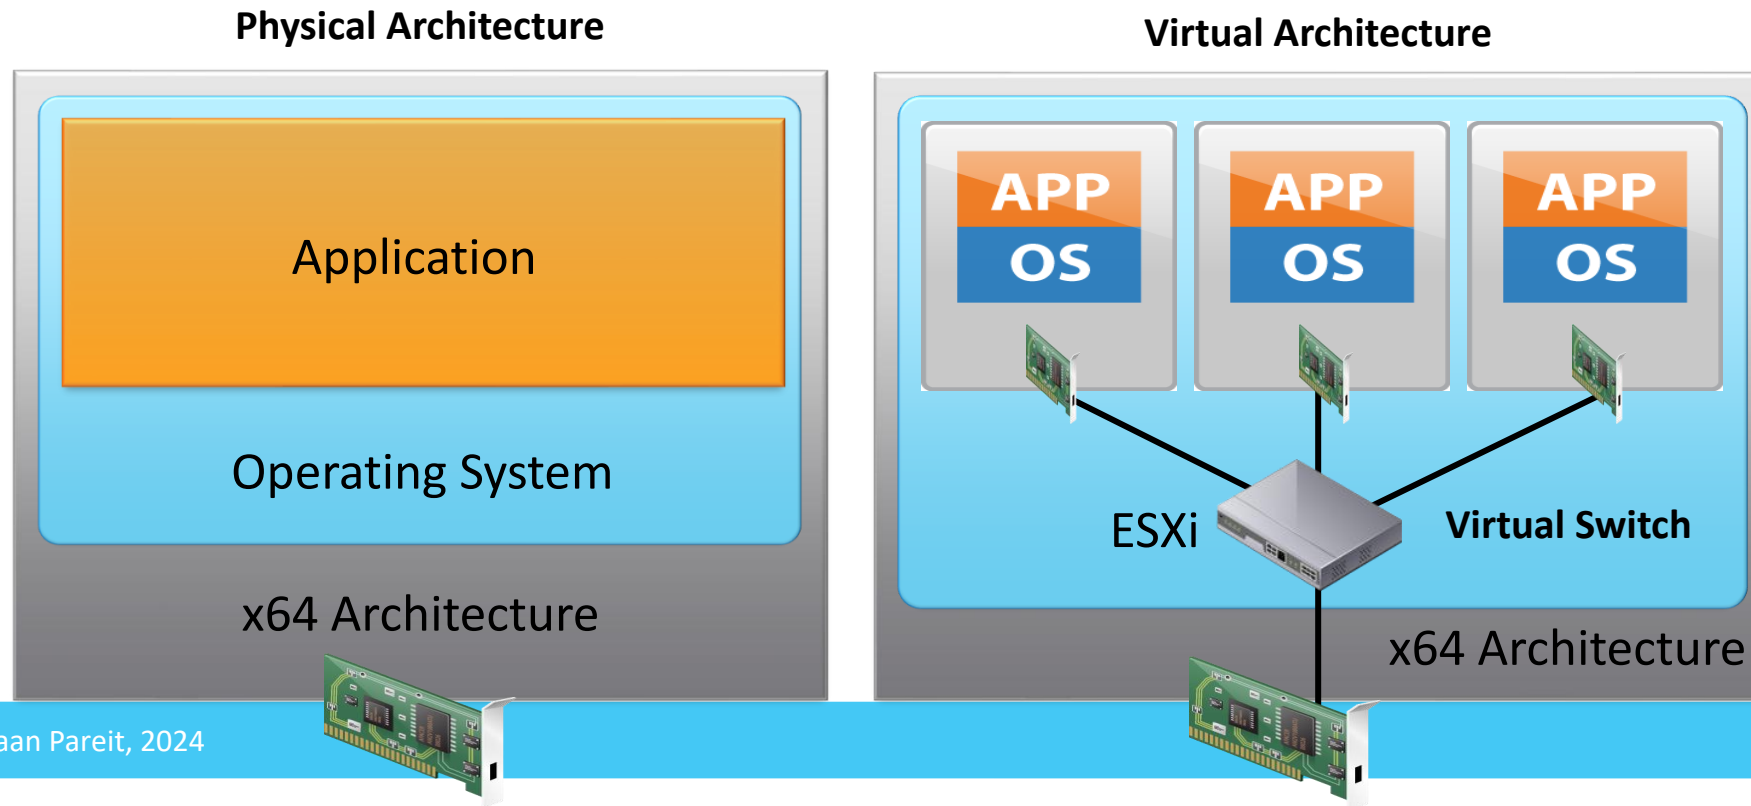 Physical Architecture
Application
Operating System
x64 Architecture
Virtual Architecture
APP
OS
APP
OS
APP
OS
ESXi
Virtual Switch
x64 Architecture
Pareit, 2024